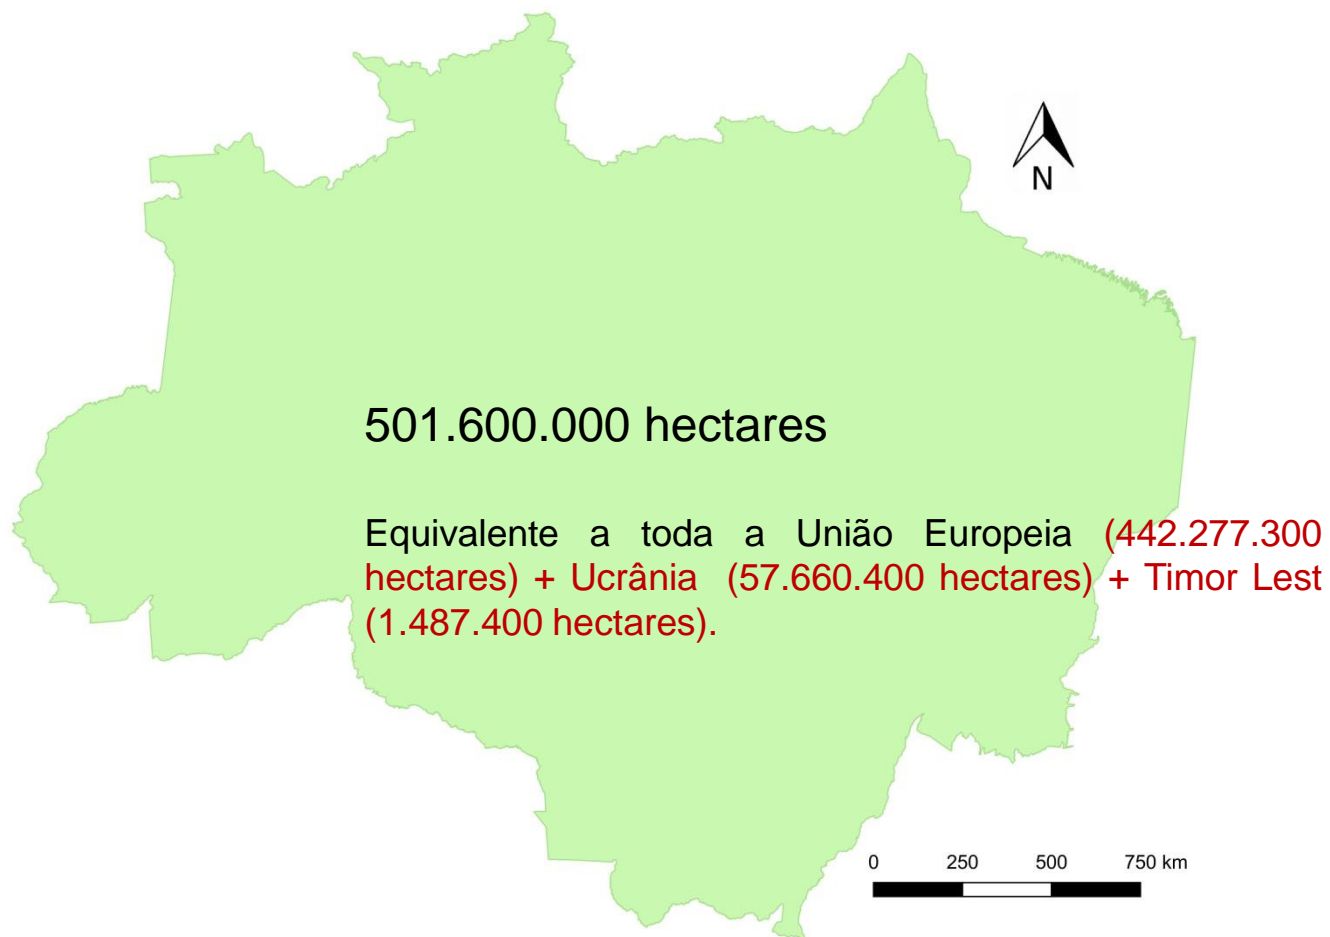 N
501.600.000 hectares
Equivalente a toda a União Europeia (442.277.300
hectares) + Ucrânia (57.660.400 hectares) + Timor Lest
(1.487.400 hectares).
0 250 500 750 km